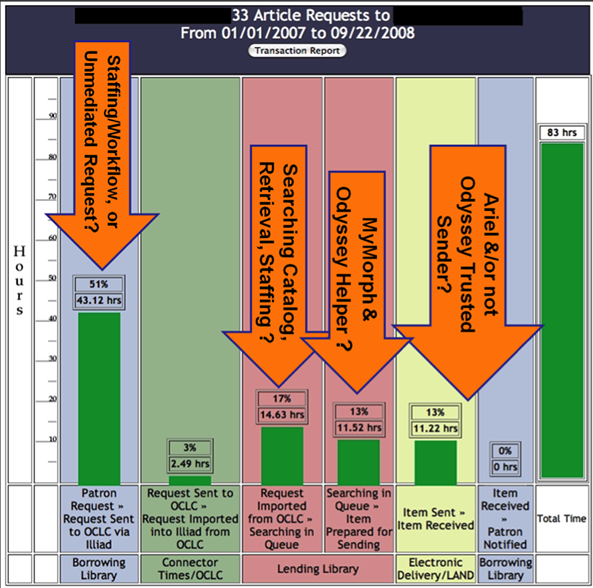 33 Article Requests to
From 01/01/2007 to 09/22/2008
Transaction Report
Hours
90
80
70
60
50
40
30
20
10
Staffing/Workflow, or
Unmediated Request?
51%
43.12 hrs
3%
2.49 hrs
Searching Catalog,
Retrieval, Staffing ?
17%
14.63 hrs
MyMorph &
Odyssey Helper ?
13%
11.52 hrs
Ariel &/or not
Odyssey Trusted
Sender?
13%
11.22 hrs
0%
0 hrs
83 hrs
Patron
Request »
Request Sent
to OCLC via
Illiad
Request Sent to
OCLC »
Request Imported
into Illiad from
OCLC
Request
Imported
from OCLC »
Searching in
Queue
Searching in
Queue »
Item
Prepared for
Sending
Item Sent »
Item Received
Item
Received
»
Patron
Notified
Total Time
Borrowing
Library
Connector
Times/OCLC
Lending Library
Electronic
Delivery/LAND
Borrowing
Library